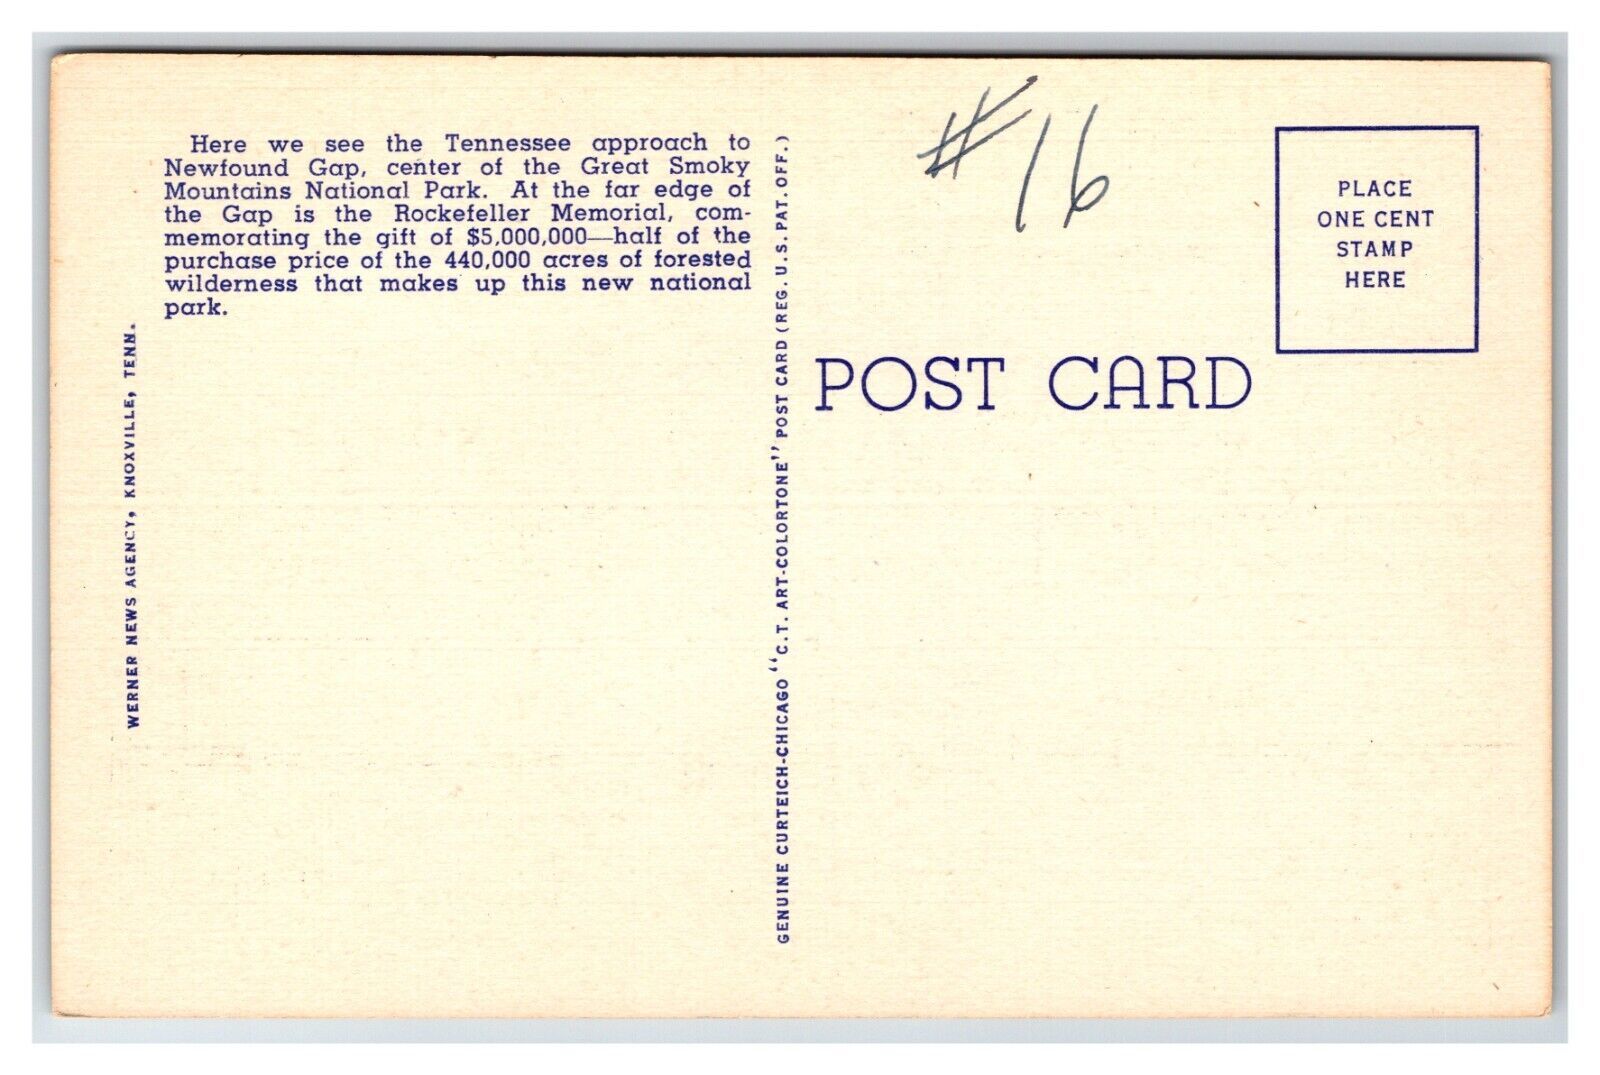 Here we see the Tennessee approach to
Newfound Gap, center of the Great Smoky
Mountains National Park. At the far edge of
the Gap is the Rockefeller Memorial, com-
memorating the gift of $5,000,000—half of the
purchase price of the 440,000 acres of forested
wilderness that makes up this new national
park.
WERNER NEWS AGENCY, KNOXVILLE, TENN.
GENUINE CURTEICH-CHICAGO "C.T. ART-COLORTONE" POST CARD (REG. U.S. PAT. OFF.)
#16
POST CARD
PLACE
ONE CENT
STAMP
HERE